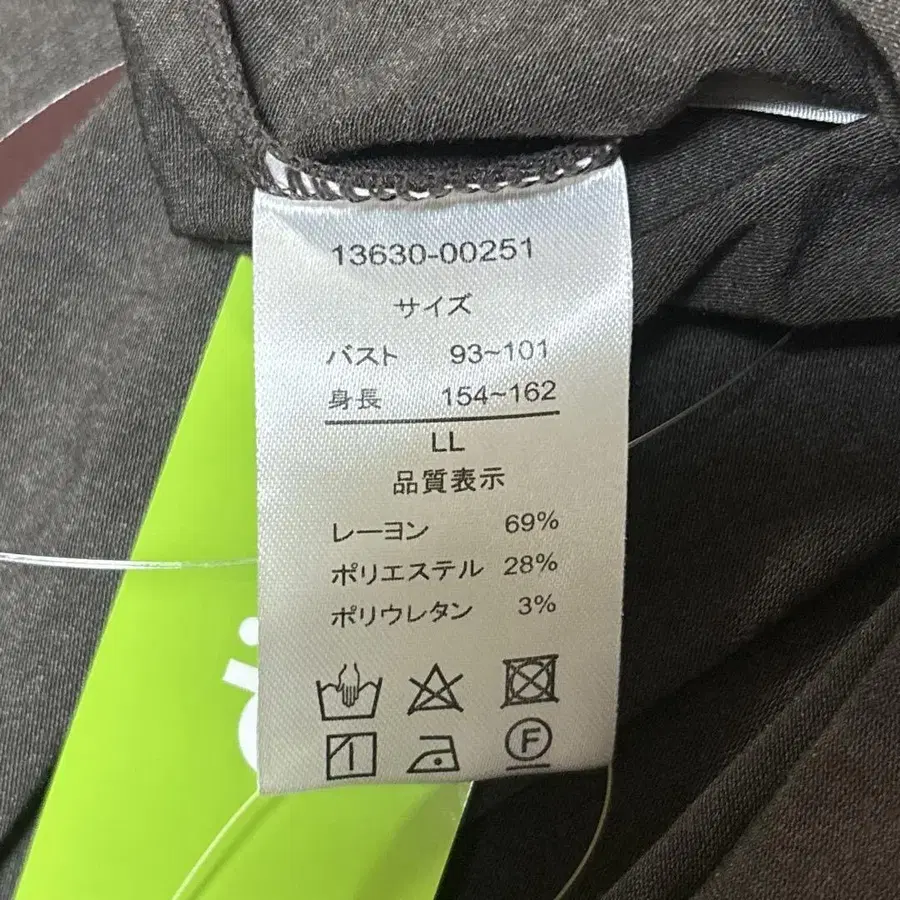 13630-00251
サイズ
バスト 93~101
身長 154~162
LL
品質表示
レーヨン 69%
ポリエステル 28%
ポリウレタン 3%
F